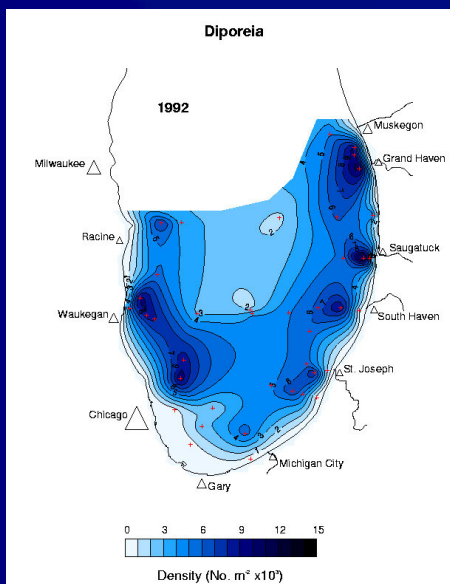 Diporeia
1992
Muskegon
Milwaukee
Grand Haven
Racine
Saugatuck
Waukegan
South Haven
St. Joseph
Chicago
Michigan City
Gary
0 3 6 9 12 15
Density (No. m⁻² x10³)